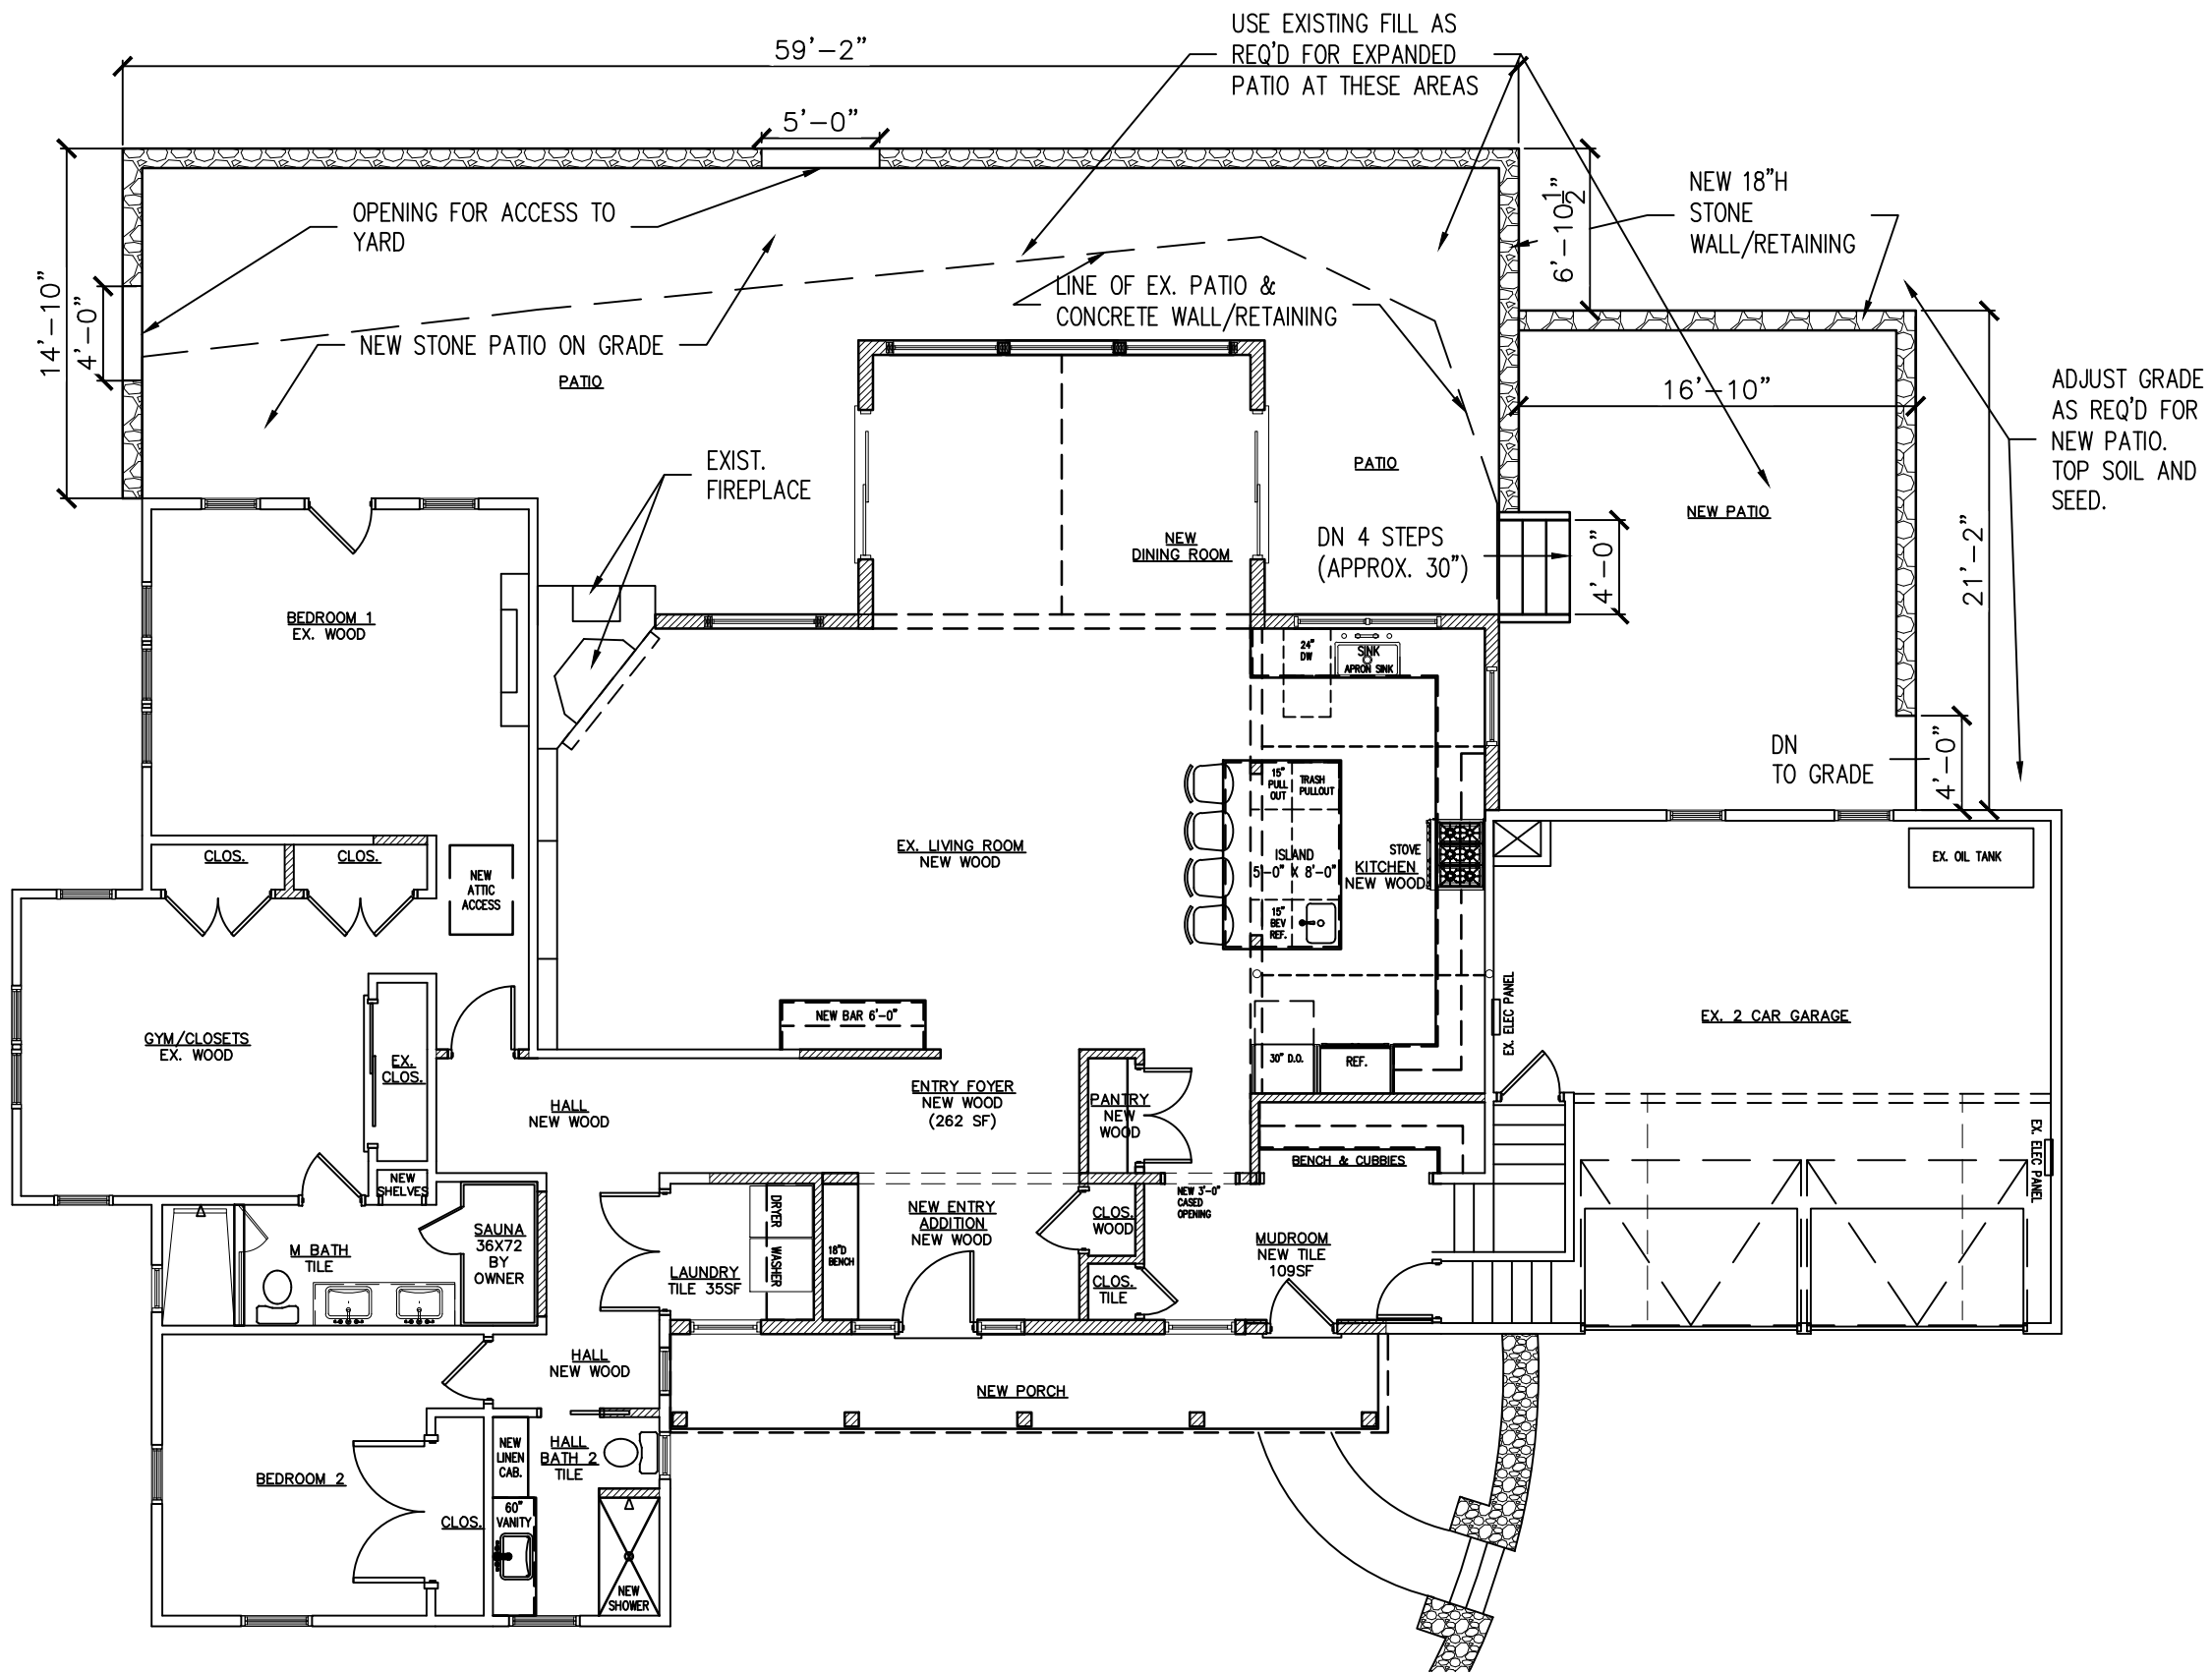 USE EXISTING FILL AS
REQ'D FOR EXPANDED
PATIO AT THESE AREAS
59'-2"
5'-0"
NEW 18"H
STONE
WALL/RETAINING
6'-10 1/2"
OPENING FOR ACCESS TO
YARD
LINE OF EX. PATIO &
CONCRETE WALL/RETAINING
14'-10"
4'-0"
NEW STONE PATIO ON GRADE
PATIO
16'-10"
ADJUST GRADE
AS REQ'D FOR
NEW PATIO.
TOP SOIL AND
SEED.
EXIST.
FIREPLACE
PATIO
NEW PATIO
NEW
DINING ROOM
DN 4 STEPS
(APPROX. 30")
4'-0"
21'-2"
BEDROOM 1
EX. WOOD
24"
DW
SINK
APRON SINK
DN
TO GRADE
4'-0"
15"
PULL
OUT
TRASH
PULLOUT
EX. LIVING ROOM
NEW WOOD
ISLAND
5'-0" X 8'-0"
STOVE
KITCHEN
NEW WOOD
EX. OIL TANK
CLOS.
CLOS.
NEW
ATTIC
ACCESS
15"
BEV
REF.
NEW BAR 6'-0"
EX. ELEC PANEL
EX. 2 CAR GARAGE
GYM/CLOSETS
EX. WOOD
EX.
CLOS.
30" D.O.
REF.
HALL
NEW WOOD
ENTRY FOYER
NEW WOOD
(262 SF)
PANTRY
NEW
WOOD
EX. ELEC PANEL
BENCH & CUBBIES
NEW
SHELVES
NEW 3'-0"
CASED
OPENING
DRYER
WASHER
NEW ENTRY
ADDITION
NEW WOOD
CLOS.
WOOD
SAUNA
36X72
BY
OWNER
M BATH
TILE
18"D
BENCH
MUDROOM
NEW TILE
109SF
LAUNDRY
TILE 35SF
CLOS.
TILE
HALL
NEW WOOD
NEW PORCH
NEW
LINEN
CAB.
HALL
BATH 2
TILE
BEDROOM 2
60"
VANITY
CLOS.
NEW
SHOWER